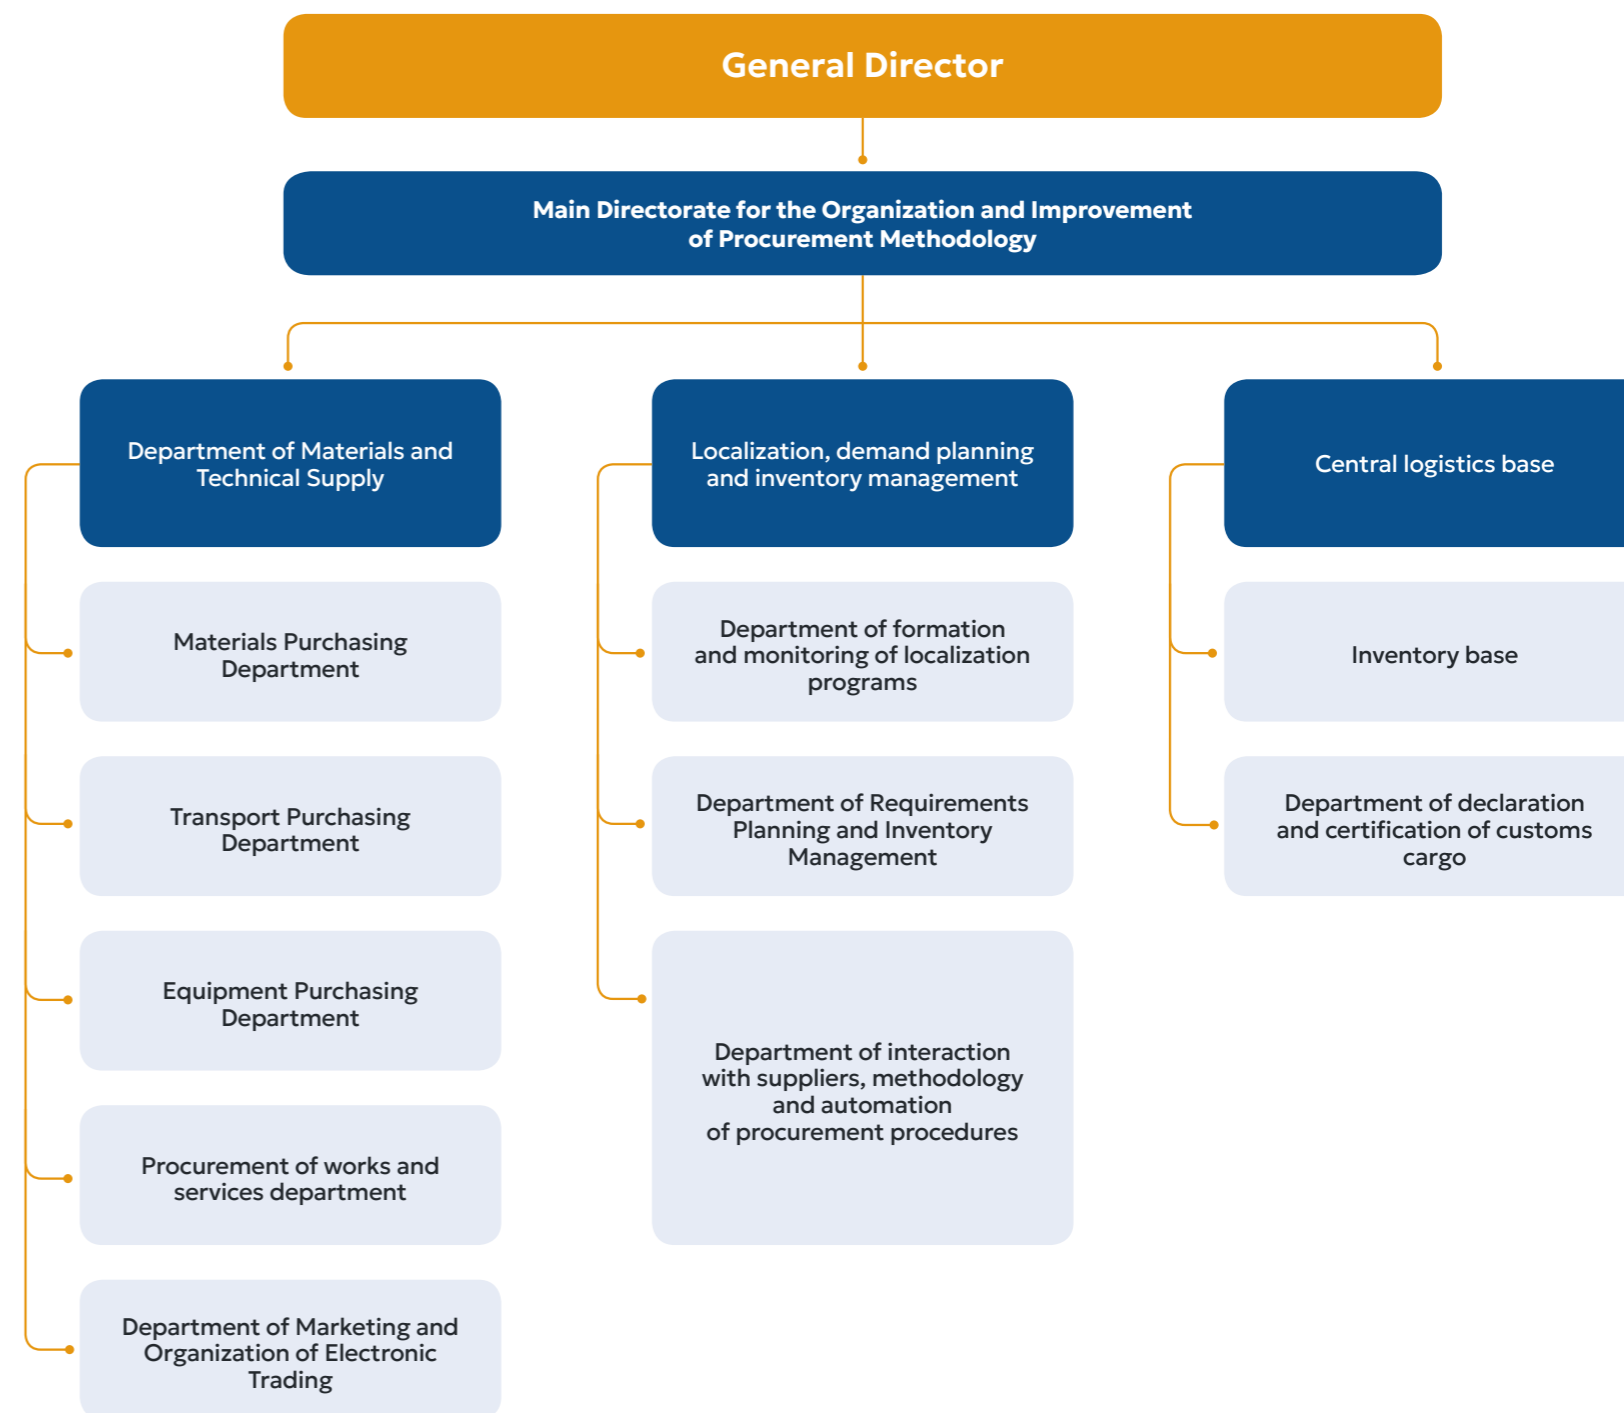 General Director
Main Directorate for the Organization and Improvement
of Procurement Methodology
Department of Materials and
Technical Supply
Materials Purchasing
Department
Transport Purchasing
Department
Equipment Purchasing
Department
Procurement of works and
services department
Department of Marketing and
Organization of Electronic
Trading
Localization, demand planning
and inventory management
Department of formation
and monitoring of localization
programs
Department of Requirements
Planning and Inventory
Management
Department of interaction
with suppliers, methodology
and automation
of procurement procedures
Central logistics base
Inventory base
Department of declaration
and certification of customs
cargo